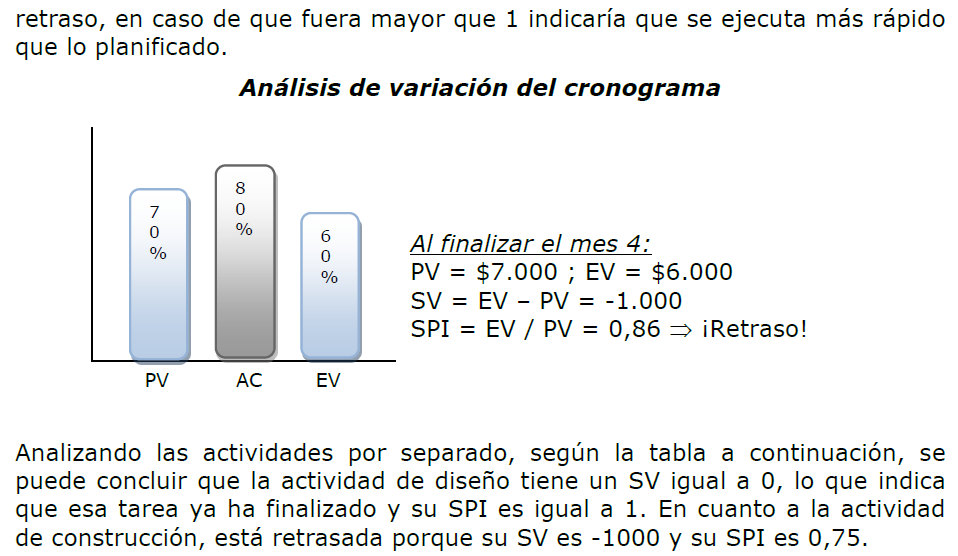 retraso, en caso de que fuera mayor que 1 indicaría que se ejecuta más rápido
que lo planificado.
Análisis de variación del cronograma
70%
80%
60%
PV
AC
EV
Al finalizar el mes 4:
PV = $7.000 ; EV = $6.000
SV = EV – PV = -1.000
SPI = EV / PV = 0,86 ⇒ ¡Retraso!
Analizando las actividades por separado, según la tabla a continuación, se
puede concluir que la actividad de diseño tiene un SV igual a 0, lo que indica
que esa tarea ya ha finalizado y su SPI es igual a 1. En cuanto a la actividad
de construcción, está retrasada porque su SV es -1000 y su SPI es 0,75.